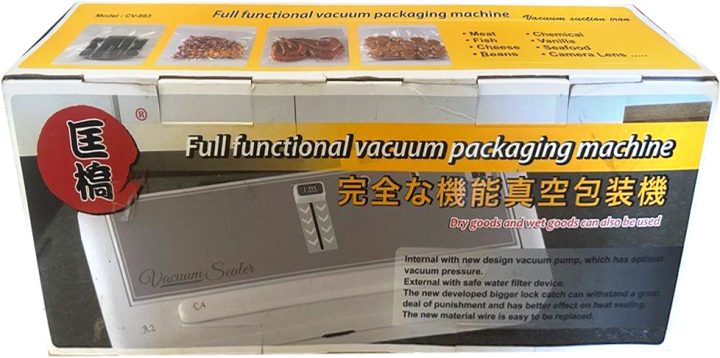 Model : CV-663
Full functional vacuum packaging machine
Vacuum suction iron
• Meat
• Fish
• Cheese
• Beans
• Chemical
• Vanilla
• Seafood
• Camera Lens .....
匡橋
®
Full functional vacuum packaging machine
完全な機能真空包装機
Dry goods and wet goods can also be used
Internal with new design vacuum pump, which has optimal
vacuum pressure.
External with safe water filter device.
The new developed bigger lock catch can withstand a great
deal of punishment and has better effect on heat sealing.
The new material wire is easy to be replaced.
Vacuum Sealer